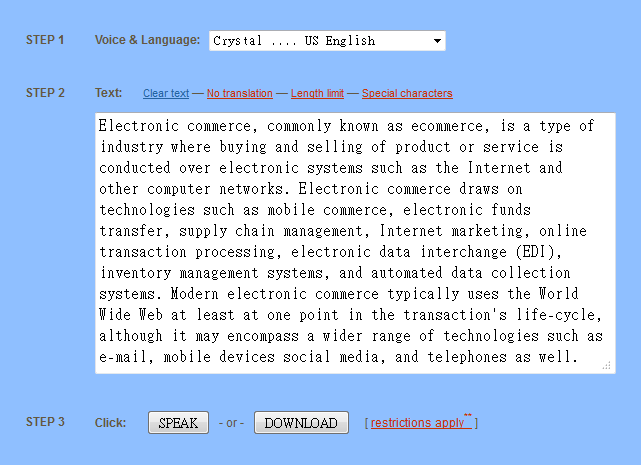 STEP 1 Voice & Language: Crystal .... US English
STEP 2 Text: Clear text — No translation — Length limit — Special characters
Electronic commerce, commonly known as ecommerce, is a type of
industry where buying and selling of product or service is
conducted over electronic systems such as the Internet and
other computer networks. Electronic commerce draws on
technologies such as mobile commerce, electronic funds
transfer, supply chain management, Internet marketing, online
transaction processing, electronic data interchange (EDI),
inventory management systems, and automated data collection
systems. Modern electronic commerce typically uses the World
Wide Web at least at one point in the transaction's life-cycle,
although it may encompass a wider range of technologies such as
e-mail, mobile devices social media, and telephones as well.
STEP 3 Click: SPEAK - or - DOWNLOAD [ restrictions apply** ]